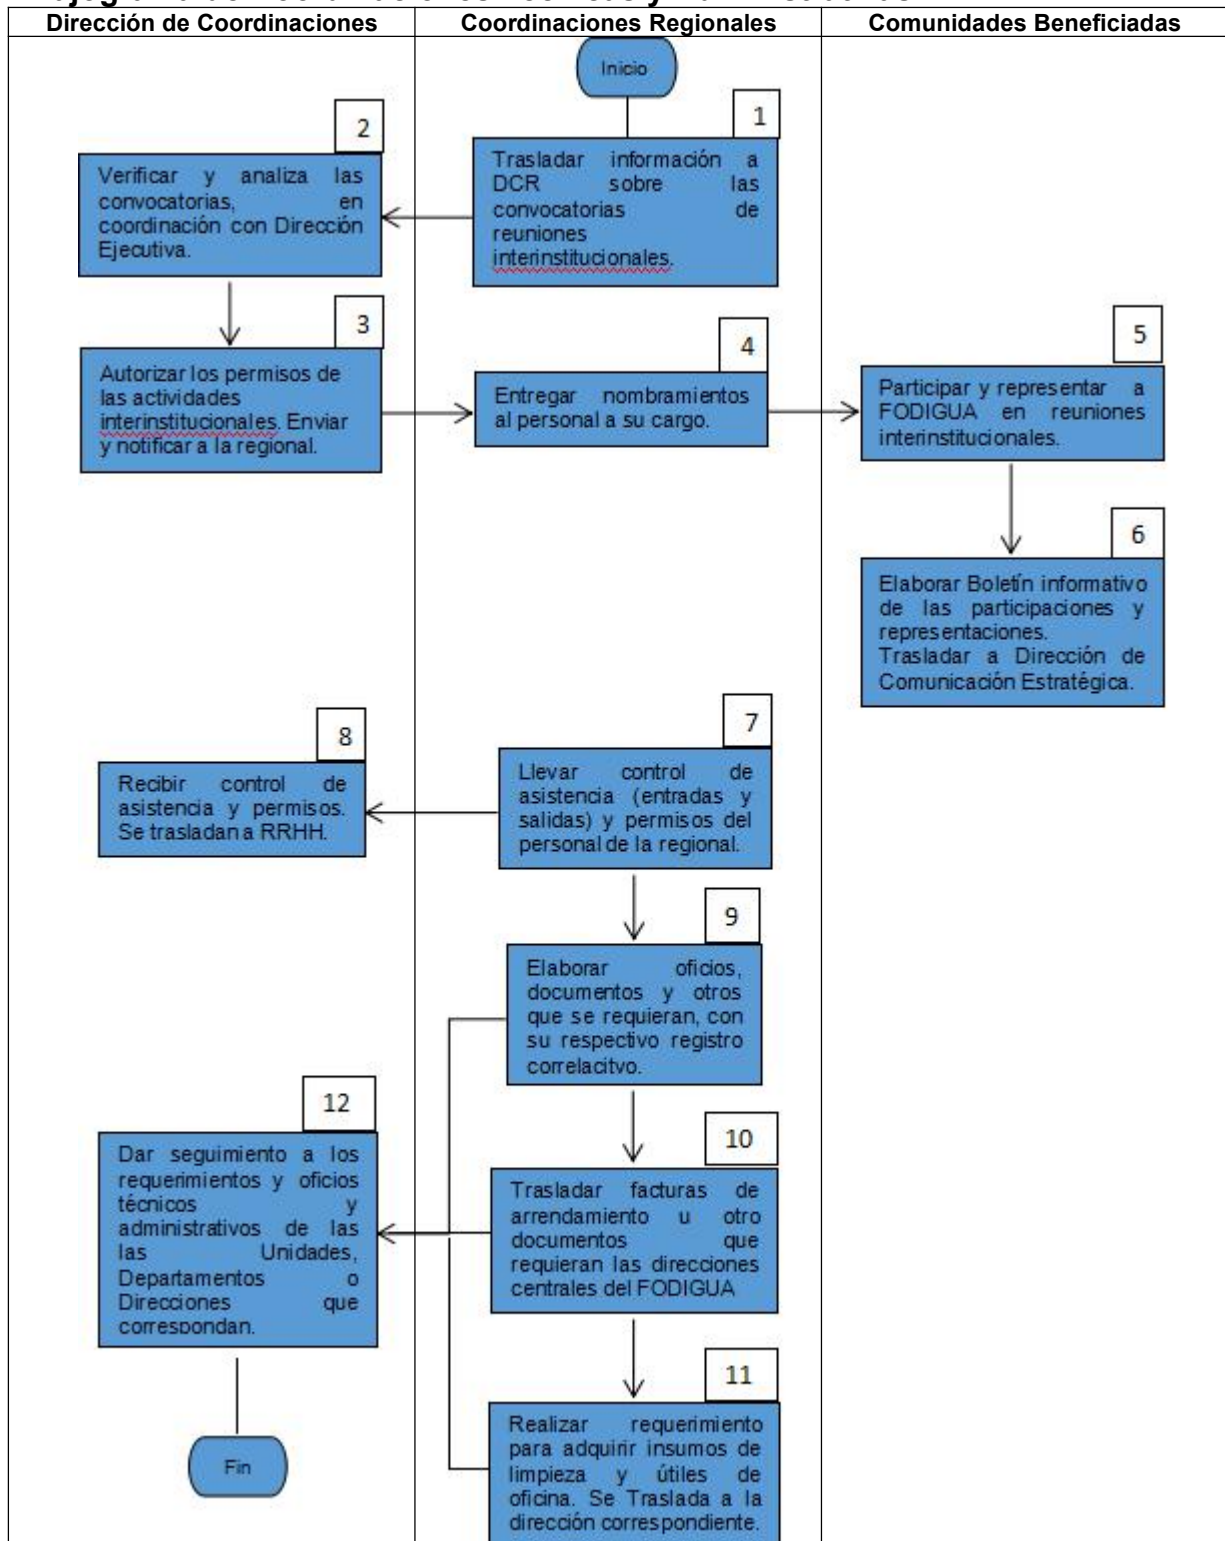 Dirección de Coordinaciones
Coordinaciones Regionales
Comunidades Beneficiadas
Inicio
1
Trasladar información a
DCR sobre las
convocatorias de
reuniones
interinstitucionales.
2
Verificar y analiza las
convocatorias, en
coordinación con Dirección
Ejecutiva.
3
Autorizar los permisos de
las actividades
interinstitucionales. Enviar
y notificar a la regional.
4
Entregar nombramientos
al personal a su cargo.
5
Participar y representar a
FODIGUA en reuniones
interinstitucionales.
6
Elaborar Boletín informativo
de las participaciones y
representaciones.
Trasladar a Dirección de
Comunicación Estratégica.
7
Llevar control de
asistencia (entradas y
salidas) y permisos del
personal de la regional.
8
Recibir control de
asistencia y permisos.
Se trasladan a RRHH.
9
Elaborar oficios,
documentos y otros
que se requieran, con
su respectivo registro
correlacitvo.
10
Trasladar facturas de
arrendamiento u otro
documentos que
requieran las direcciones
centrales del FODIGUA
11
Realizar requerimiento
para adquirir insumos de
limpieza y útiles de
oficina. Se Traslada a la
dirección correspondiente.
12
Dar seguimiento a los
requerimientos y oficios
técnicos y
administrativos de las
las Unidades,
Departamentos o
Direcciones que
correspondan.
Fin